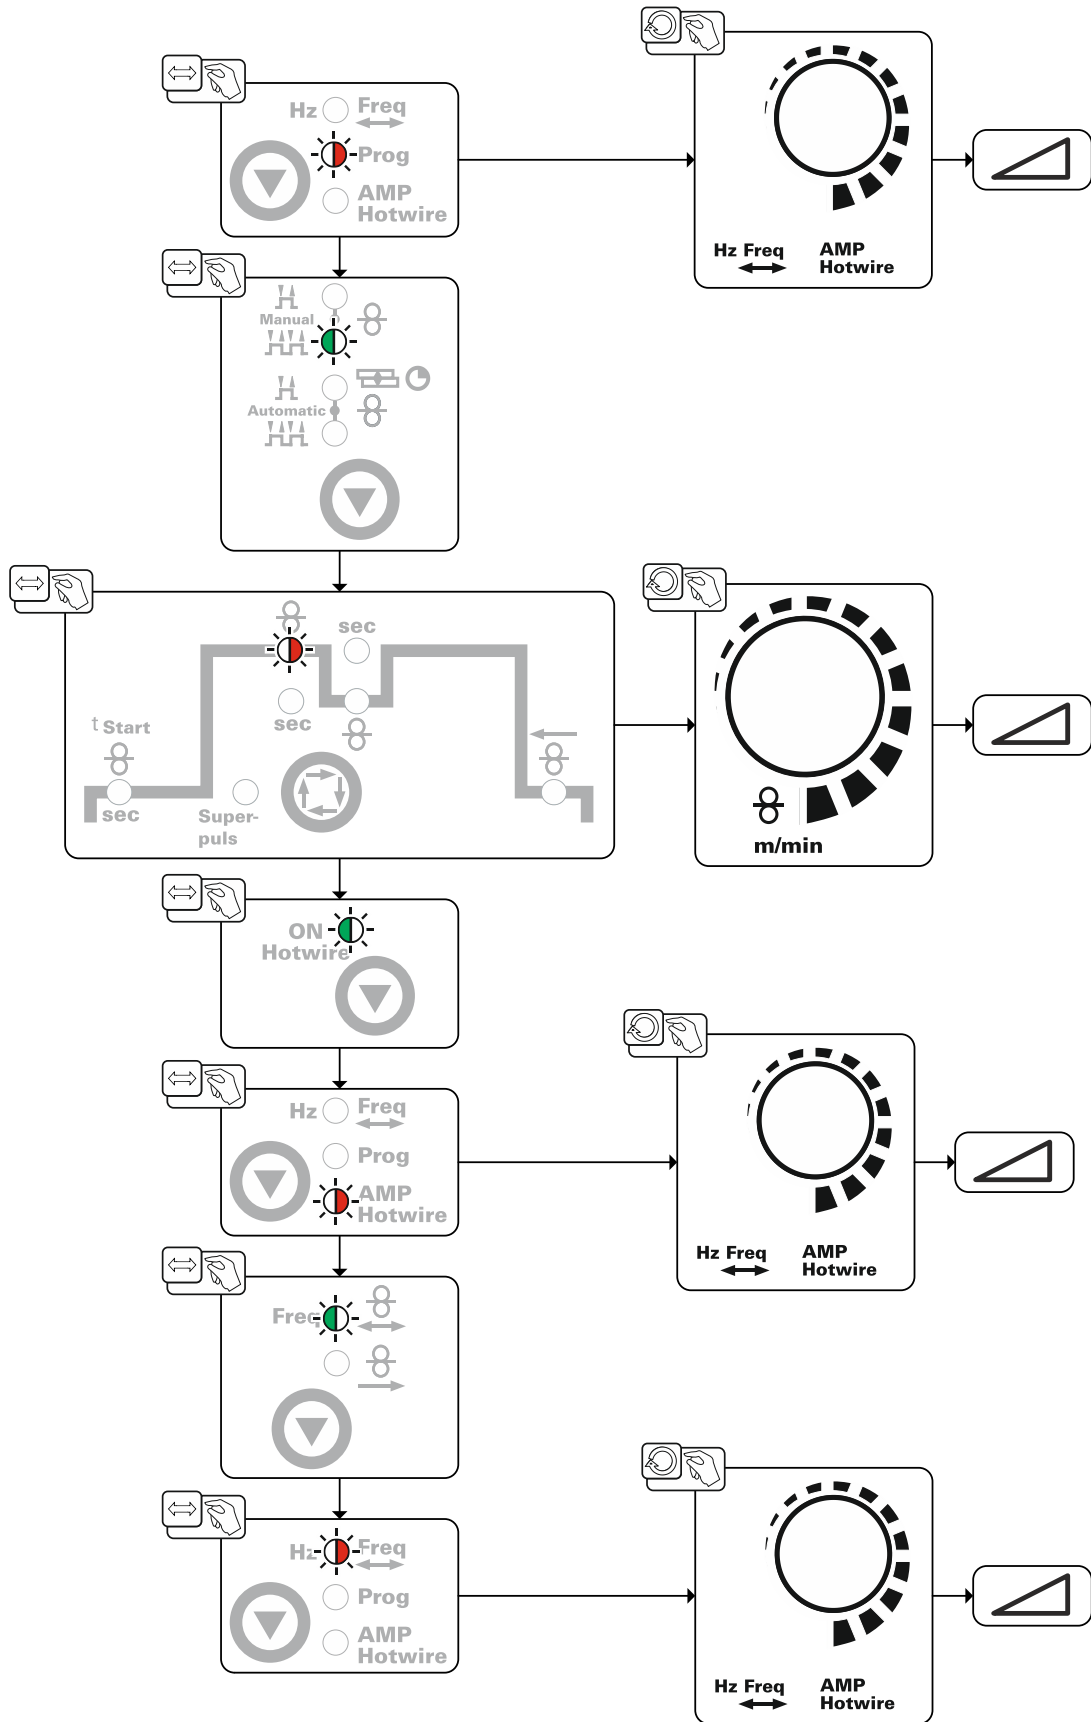 Hz Freq
Prog
AMP
Hotwire
Hz Freq AMP
Hotwire
Manual
Automatic
sec
sec
t Start
sec
Super-
puls
m/min
ON
Hotwire
Hz Freq
Prog
AMP
Hotwire
Hz Freq AMP
Hotwire
Freq
Hz Freq
Prog
AMP
Hotwire
Hz Freq AMP
Hotwire